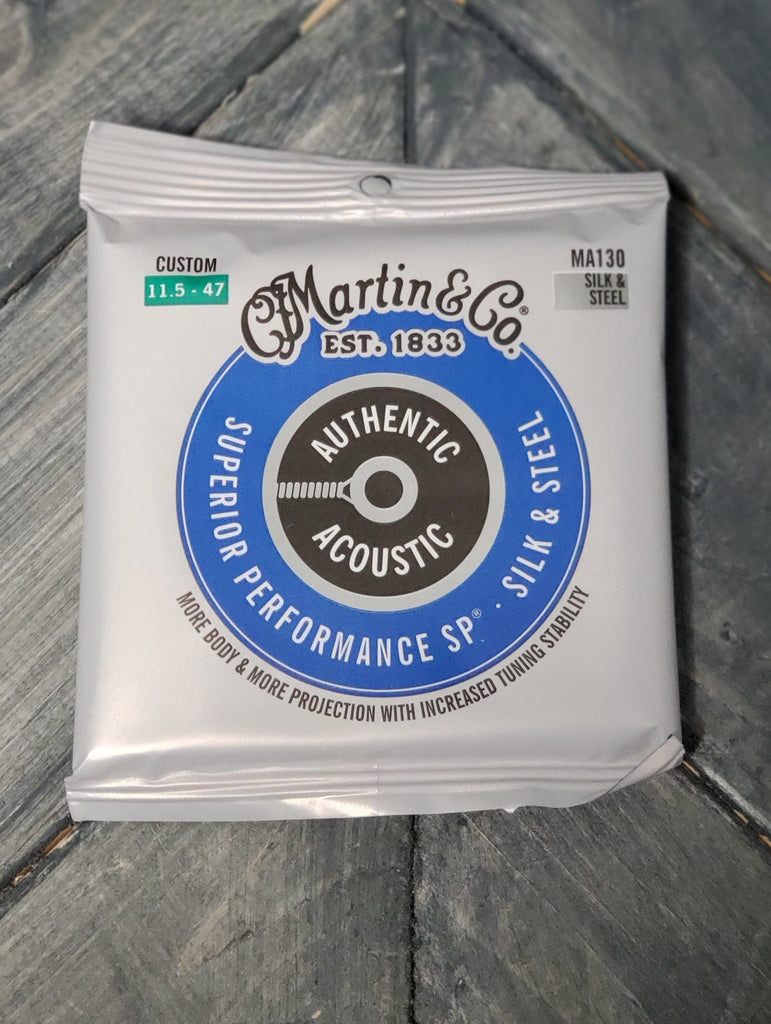 CUSTOM
11.5 - 47
MA130
SILK &
STEEL
C.F. Martin & Co.®
EST. 1833
AUTHENTIC
ACOUSTIC
SUPERIOR PERFORMANCE SP® · SILK & STEEL
MORE BODY & MORE PROJECTION WITH INCREASED TUNING STABILITY